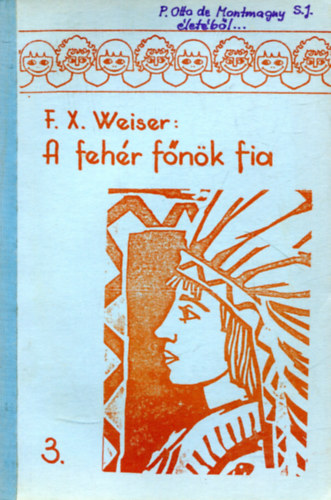 P. Otto de Montmagny S.J.
életéből...
F. X. Weiser:
A fehér főnök fia
3.